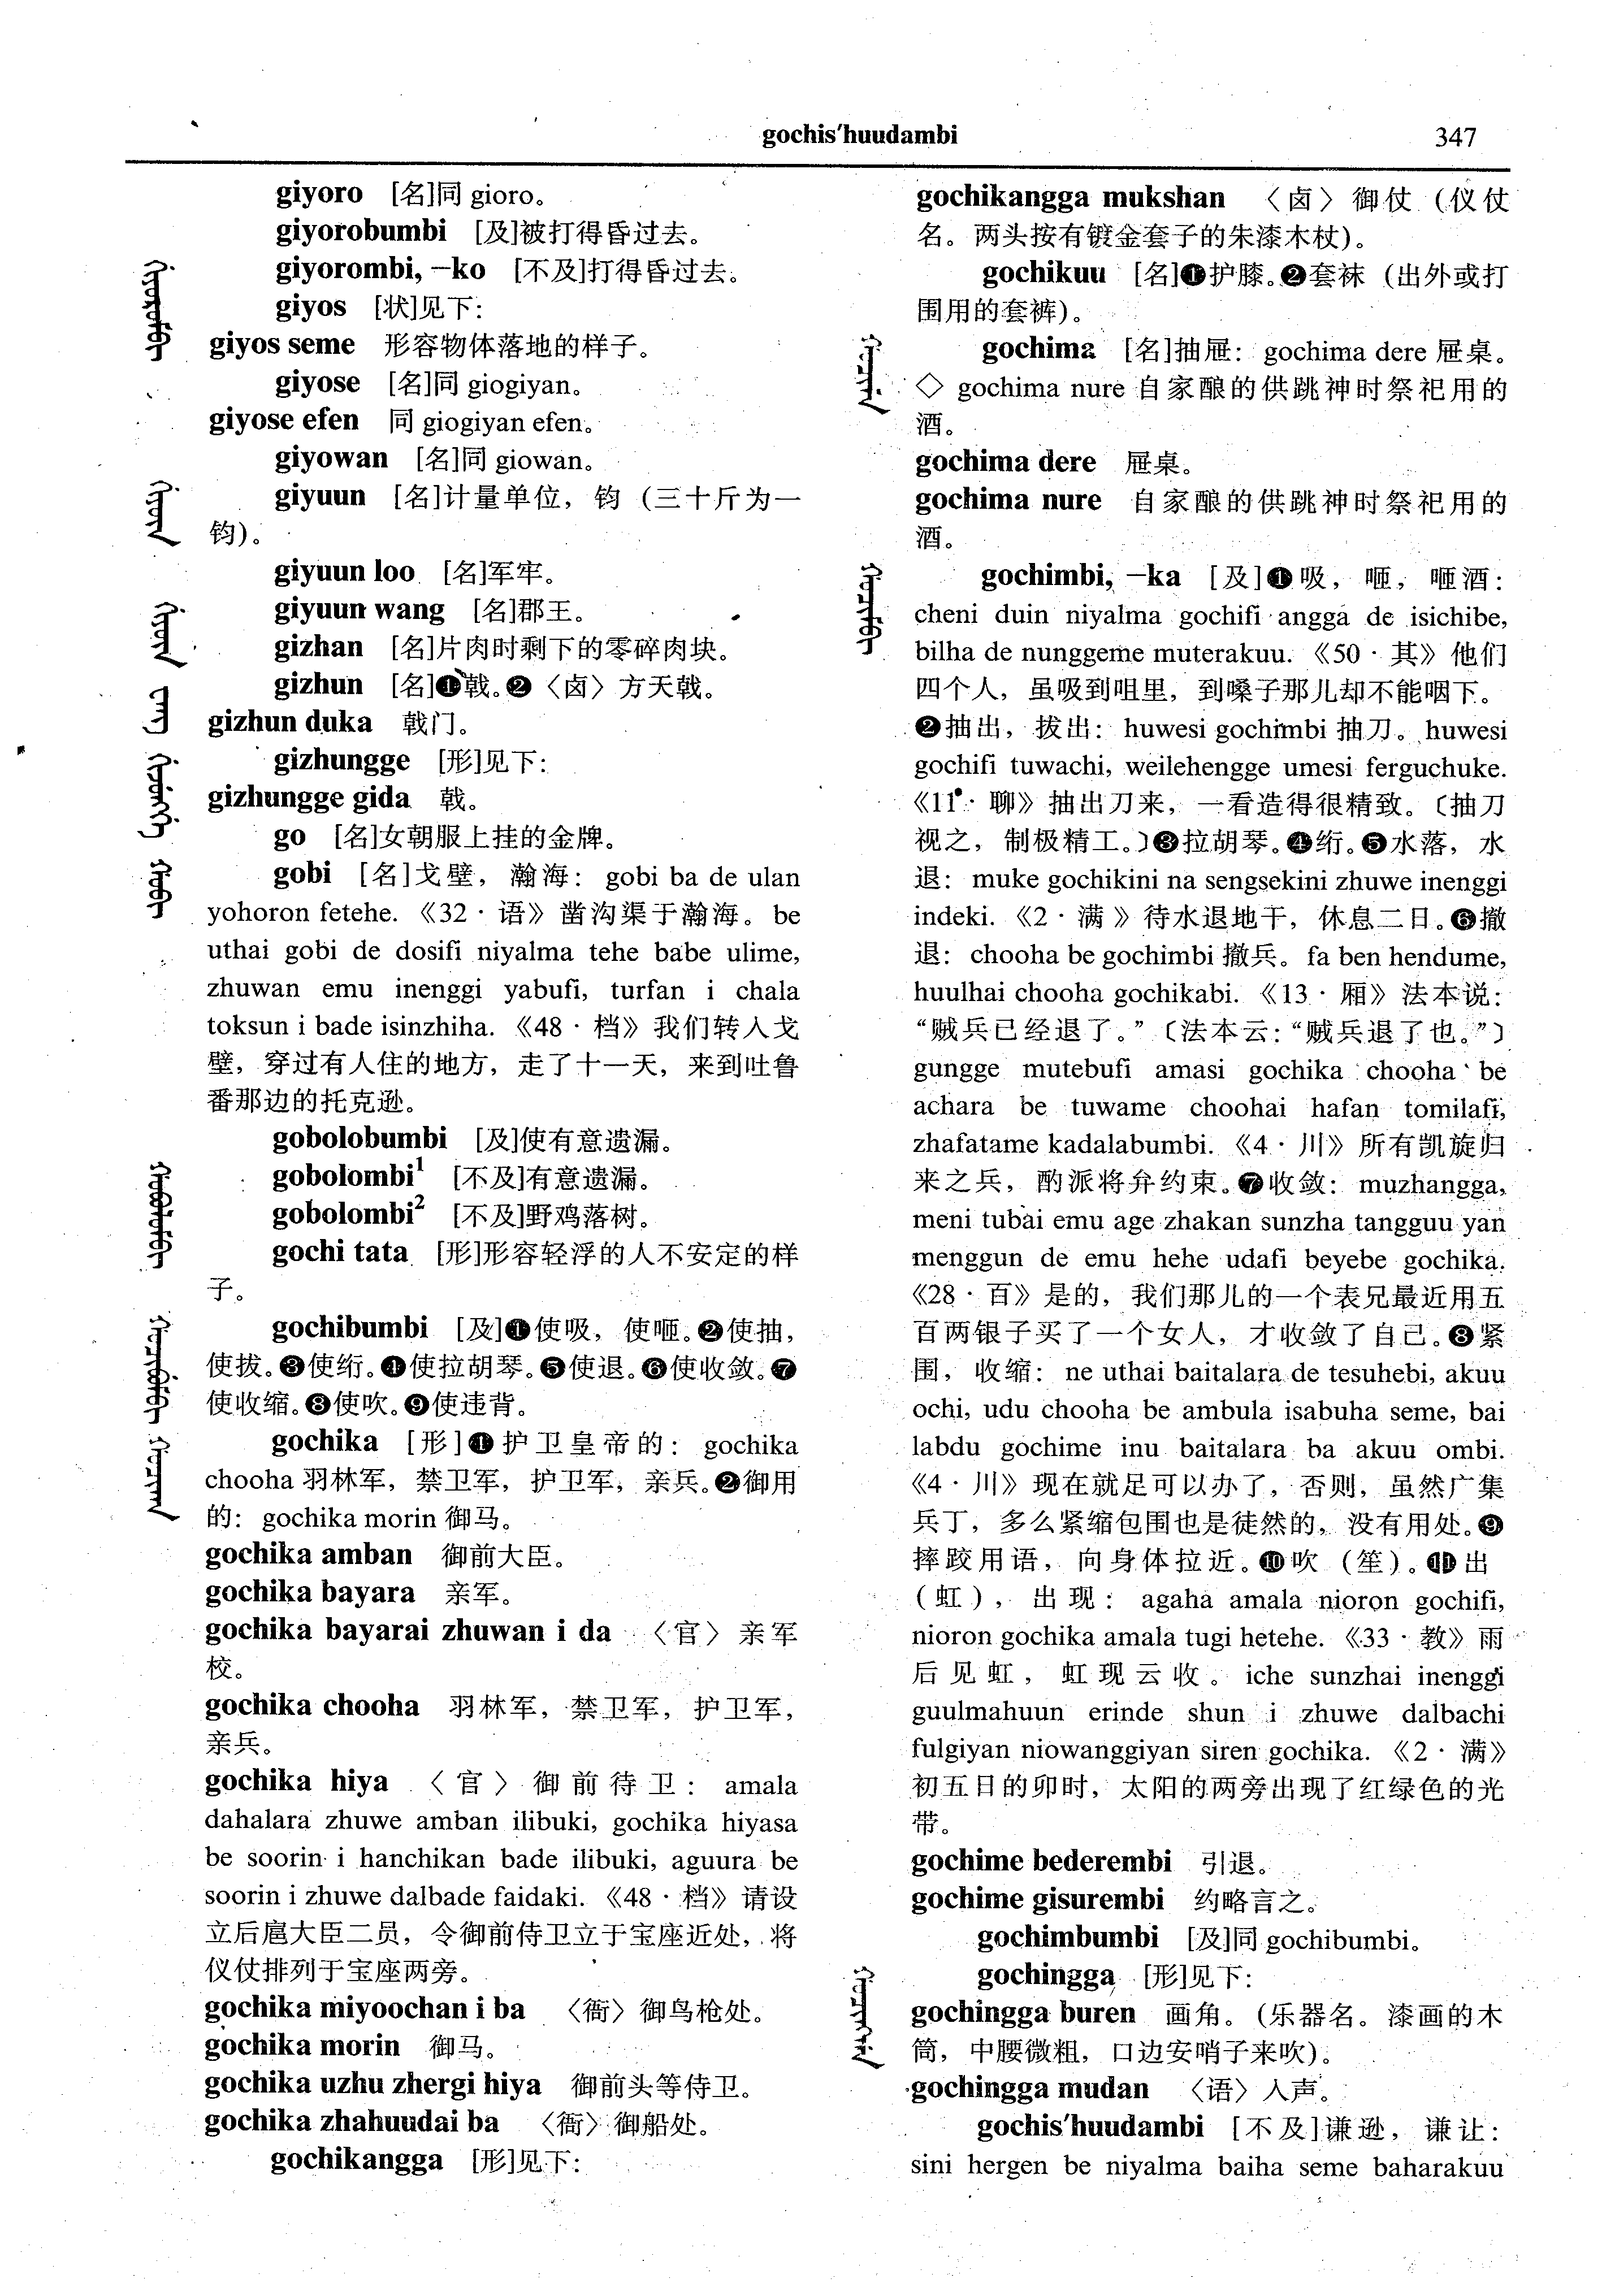 gochis'huudambi
347
giyoro [名]同 gioro。
giyorobumbi [及]被打得昏过去。
giyorombi, －ko [不及]打得昏过去。
giyos [状]见下：
giyos seme 形容物体落地的样子。
giyose [名]同 giogiyan。
giyose efen 同 giogiyan efen。
giyowan [名]同 giowan。
giyuun [名]计量单位，钧（三十斤为一
钧）。
giyuun loo [名]军牢。
giyuun wang [名]郡王。
gizhan [名]片肉时剩下的零碎肉块。
gizhun [名]❶戟。❷〈卤〉方天戟。
gizhun duka 戟门。
gizhungge [形]见下：
gizhungge gida 戟。
go [名]女朝服上挂的金牌。
gobi [名]戈壁，瀚海： gobi ba de ulan
yohoron fetehe. 《32 · 语》凿沟渠于瀚海。 be
uthai gobi de dosifi niyalma tehe babe ulime,
zhuwan emu inenggi yabufi, turfan i chala
toksun i bade isinzhiha. 《48 · 档》我们转入戈
壁，穿过有人住的地方，走了十一天，来到吐鲁
番那边的托克逊。
gobolobumbi [及]使有意遗漏。
gobolombi¹ [不及]有意遗漏。
gobolombi² [不及]野鸡落树。
gochi tata [形]形容轻浮的人不安定的样
子。
gochibumbi [及]❶使吸，使咂。❷使抽，
使拔。❸使绗。❹使拉胡琴。❺使退。❻使收敛。❼
使收缩。❽使吹。❾使违背。
gochika [形]❶护卫皇帝的： gochika
chooha 羽林军，禁卫军，护卫军，亲兵。❷御用
的： gochika morin 御马。
gochika amban 御前大臣。
gochika bayara 亲军。
gochika bayarai zhuwan i da 〈官〉亲军
校。
gochika chooha 羽林军，禁卫军，护卫军，
亲兵。
gochika hiya 〈官〉御前待卫： amala
dahalara zhuwe amban ilibuki, gochika hiyasa
be soorin i hanchikan bade ilibuki, aguura be
soorin i zhuwe dalbade faidaki. 《48 · 档》请设
立后扈大臣二员，令御前侍卫立于宝座近处，将
仪仗排列于宝座两旁。
gochika miyoochan i ba 〈衙〉御鸟枪处。
gochika morin 御马。
gochika uzhu zhergi hiya 御前头等侍卫。
gochika zhahuudai ba 〈衙〉御船处。
gochikangga [形]见下：
gochikangga mukshan 〈卤〉御仗（仪仗
名。两头按有镀金套子的朱漆木杖）。
gochikuu [名]❶护膝。❷套袜（出外或打
围用的套裤）。
gochima [名]抽屉： gochima dere 屉桌。
◇ gochima nure 自家酿的供跳神时祭祀用的
酒。
gochima dere 屉桌。
gochima nure 自家酿的供跳神时祭祀用的
酒。
gochimbi, －ka [及]❶吸，咂，咂酒：
cheni duin niyalma gochifi angga de isichibe,
bilha de nunggeme muterakuu. 《50 · 其》他们
四个人，虽吸到咀里，到嗓子那儿却不能咽下。
❷抽出，拔出： huwesi gochimbi 抽刀。 huwesi
gochifi tuwachi, weilehengge umesi ferguchuke.
《11 · 聊》抽出刀来，一看造得很精致。〔抽刀
视之，制极精工。〕❸拉胡琴。❹绗。❺水落，水
退： muke gochikini na sengsekini zhuwe inenggi
indeki. 《2 · 满》待水退地干，休息二日。❻撤
退： chooha be gochimbi 撤兵。 fa ben hendume,
huulhai chooha gochikabi. 《13 · 厢》法本说：
“贼兵已经退了。”〔法本云：“贼兵退了也。”〕
gungge mutebufi amasi gochika chooha be
achara be tuwame choohai hafan tomilafi,
zhafatame kadalabumbi. 《4 · 川》所有凯旋归
来之兵，酌派将弁约束。❼收敛： muzhangga,
meni tubai emu age zhakan sunzha tangguu yan
menggun de emu hehe udafi beyebe gochika.
《28 · 百》是的，我们那儿的一个表兄最近用五
百两银子买了一个女人，才收敛了自己。❽紧
围，收缩： ne uthai baitalara de tesuhebi, akuu
ochi, udu chooha be ambula isabuha seme, bai
labdu gochime inu baitalara ba akuu ombi.
《4 · 川》现在就足可以办了，否则，虽然广集
兵丁，多么紧缩包围也是徒然的，没有用处。❾
摔跤用语，向身体拉近。❿吹（笙）。⓫出
（虹），出现： agaha amala nioron gochifi,
nioron gochika amala tugi hetehe. 《33 · 教》雨
后见虹，虹现云收。 iche sunzhai inenggi
guulmahuun erinde shun i zhuwe dalbachi
fulgiyan niowanggiyan siren gochika. 《2 · 满》
初五日的卯时，太阳的两旁出现了红绿色的光
带。
gochime bederembi 引退。
gochime gisurembi 约略言之。
gochimbumbi [及]同 gochibumbi。
gochingga [形]见下：
gochingga buren 画角。（乐器名。漆画的木
筒，中腰微粗，口边安哨子来吹）。
gochingga mudan 〈语〉入声。
gochis'huudambi [不及]谦逊，谦让：
sini hergen be niyalma baiha seme baharakuu